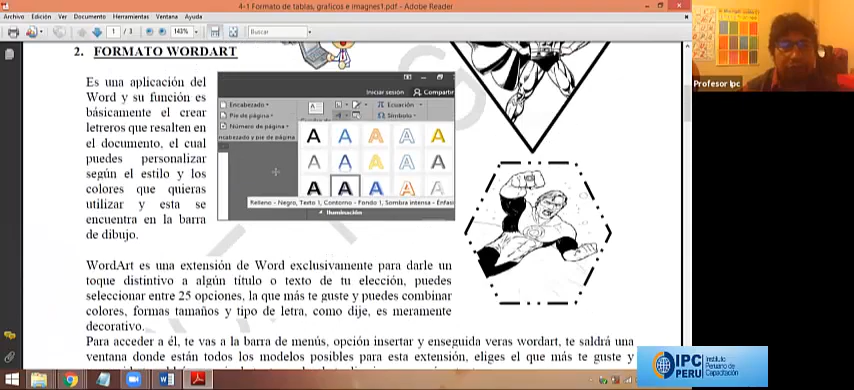 4-1 Formato de tablas, graficos e imagnes1.pdf - Adobe Reader
Archivo Edición Ver Documento Herramientas Ventana Ayuda
1 / 3 143% Buscar
2. FORMATO WORDART
Es una aplicación del
Word y su función es
básicamente el crear
letreros que resalten en
el documento, el cual
puedes personalizar
según el estilo y los
colores que quieras
utilizar y esta se
encuentra en la barra
de dibujo.
Iniciar sesión Compartir
Encabezado
Pie de página
Número de página
Ecuación
Símbolo
A A A A A
A A A A A
A A A A A
Relleno - Negro, Texto 1, Contorno - Fondo 1, Sombra intensa - Énfas
Iluminación
WordArt es una extensión de Word exclusivamente para darle un
toque distintivo a algún título o texto de tu elección, puedes
seleccionar entre 25 opciones, la que más te guste y puedes combinar
colores, formas tamaños y tipo de letra, como dije, es meramente
decorativo.
Para acceder a él, te vas a la barra de menús, opción insertar y enseguida veras wordart, te saldrá una
ventana donde están todos los modelos posibles para esta extensión, eliges el que más te guste y
Profesor Ipc
IPC
PERU
Instituto
Peruano de
Capacitación